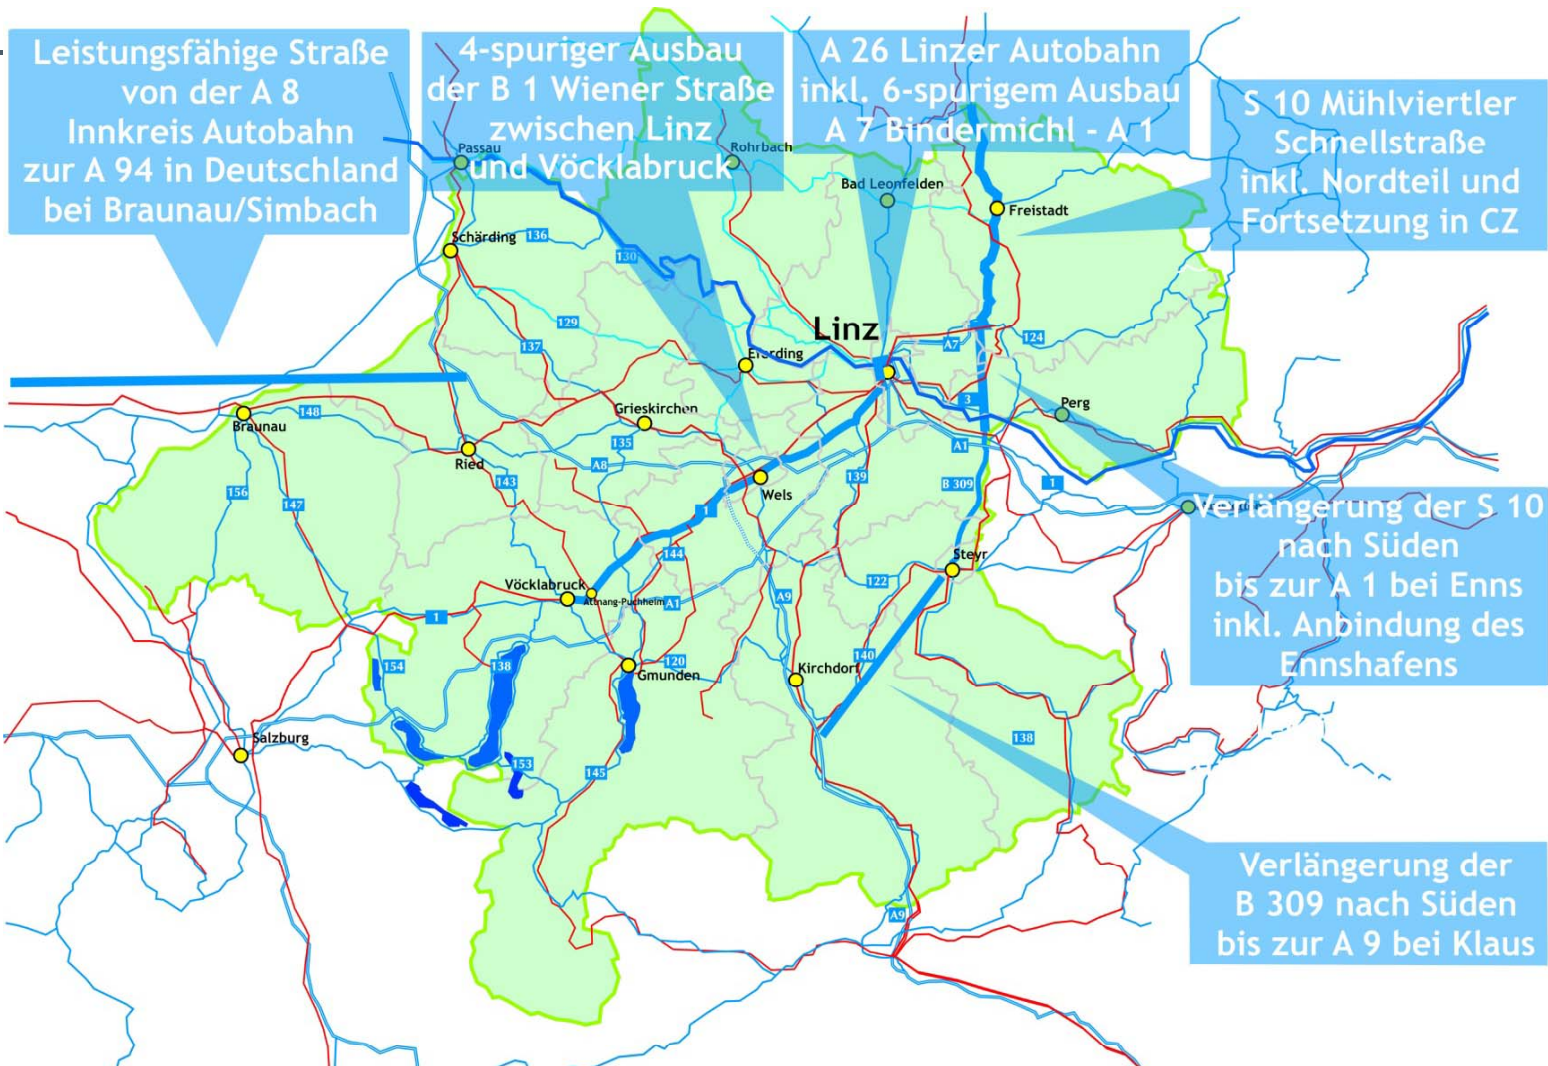 Leistungsfähige Straße
von der A 8
Innkreis Autobahn
zur A 94 in Deutschland
bei Braunau/Simbach
4-spuriger Ausbau
der B 1 Wiener Straße
zwischen Linz
und Vöcklabruck
A 26 Linzer Autobahn
inkl. 6-spurigem Ausbau
A 7 Bindermichl - A 1
S 10 Mühlviertler
Schnellstraße
inkl. Nordteil und
Fortsetzung in CZ
Passau
Rohrbach
Bad Leonfelden
Freistadt
Schärding
136
130
129
137
Linz
A7
124
Eferding
3
Perg
148
Braunau
Grieskirchen
135
A1
Ried
A8
143
139
B 309
1
156
147
Wels
1
144
Steyr
Vöcklabruck
Attnang-Puchheim
A1
A9
122
1
154
138
120
Gmunden
Kirchdorf
140
Salzburg
153
145
138
A9
Verlängerung der S 10
nach Süden
bis zur A 1 bei Enns
inkl. Anbindung des
Ennshafens
Verlängerung der
B 309 nach Süden
bis zur A 9 bei Klaus